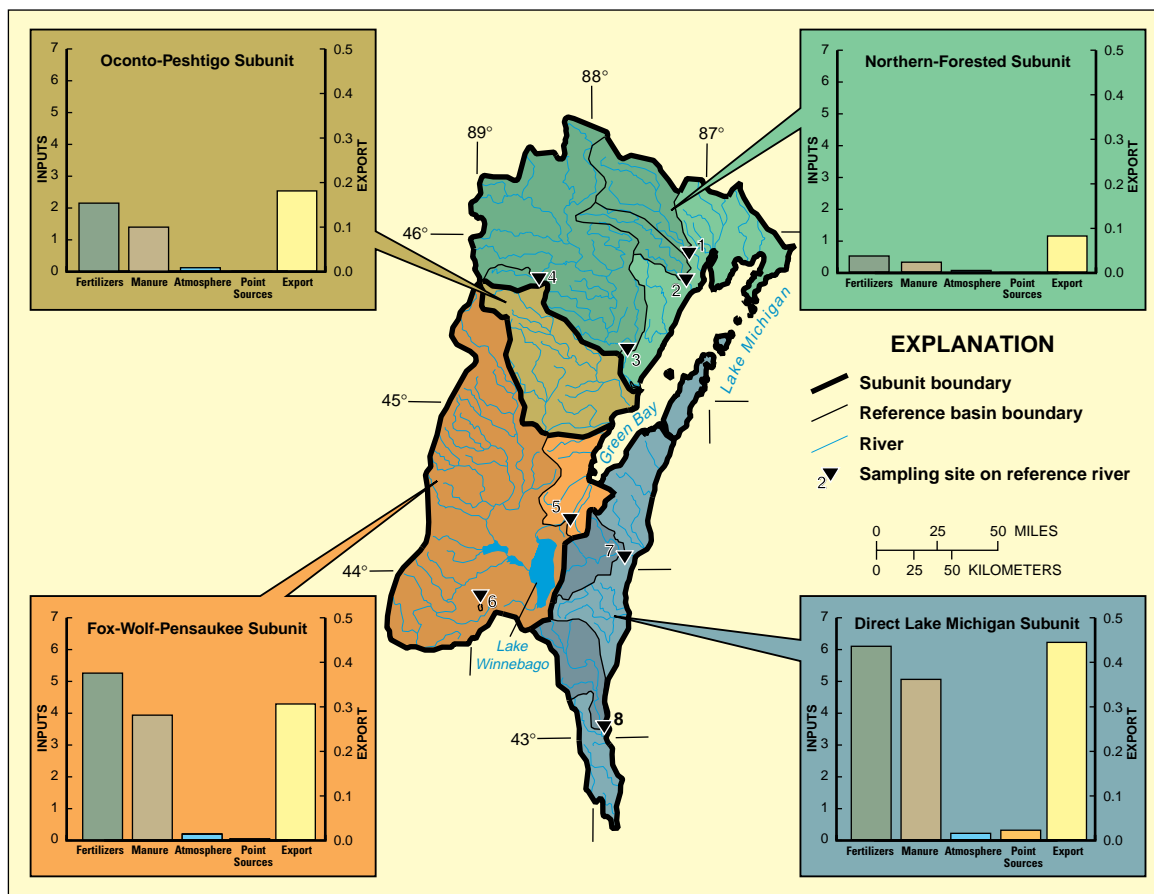 Oconto-Peshtigo Subunit
7
6
5
4
3
2
1
0
INPUTS
0.5
0.4
0.3
0.2
0.1
0.0
EXPORT
Fertilizers Manure Atmosphere Point Sources Export
Northern-Forested Subunit
7
6
5
4
3
2
1
0
INPUTS
0.5
0.4
0.3
0.2
0.1
0.0
EXPORT
Fertilizers Manure Atmosphere Point Sources Export
88°
89°
87°
46°
45°
44°
43°
1
2
3
4
5
6
7
8
Lake Michigan
Green Bay
Lake
Winnebago
EXPLANATION
Subunit boundary
Reference basin boundary
River
2 Sampling site on reference river
0 25 50 MILES
0 25 50 KILOMETERS
Fox-Wolf-Pensaukee Subunit
7
6
5
4
3
2
1
0
INPUTS
0.5
0.4
0.3
0.2
0.1
0.0
EXPORT
Fertilizers Manure Atmosphere Point Sources Export
Direct Lake Michigan Subunit
7
6
5
4
3
2
1
0
INPUTS
0.5
0.4
0.3
0.2
0.1
0.0
EXPORT
Fertilizers Manure Atmosphere Point Sources Export